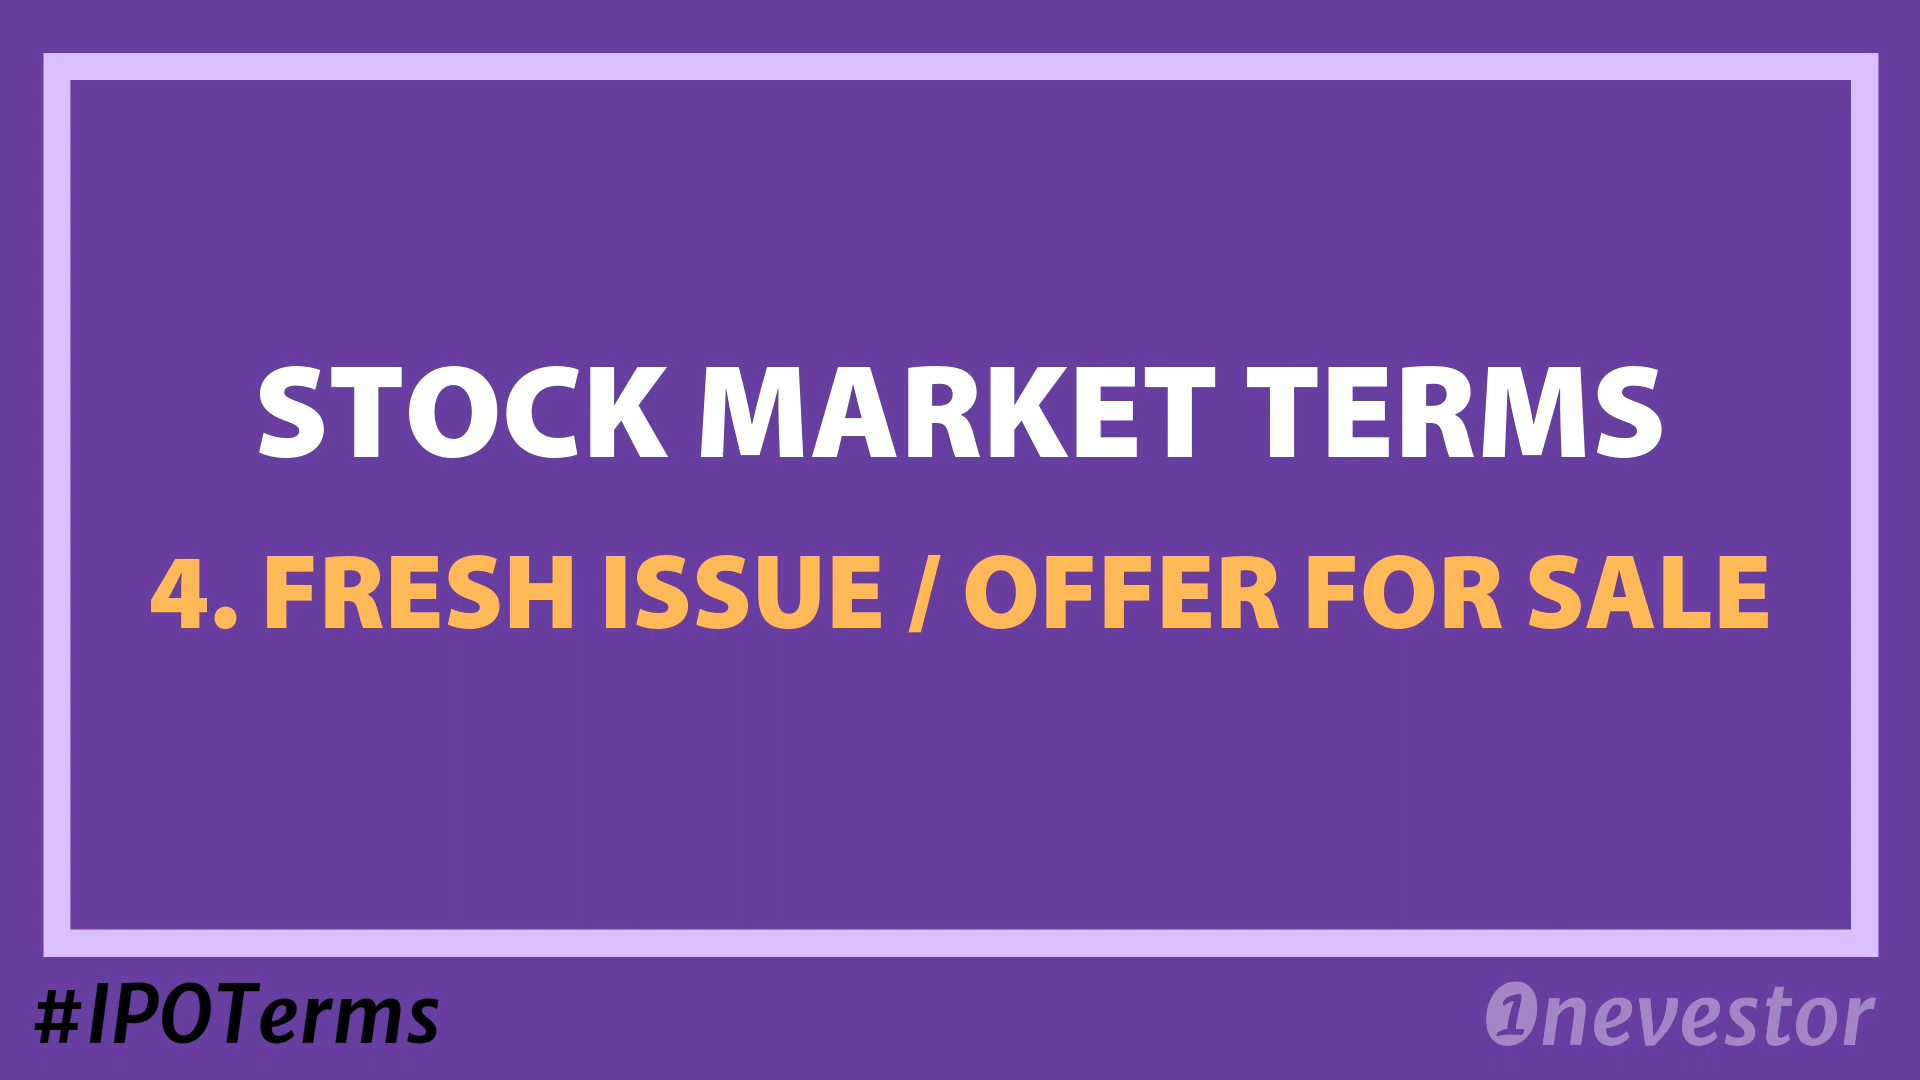 STOCK MARKET TERMS
4. FRESH ISSUE / OFFER FOR SALE
#IPOTerms
1nevestor